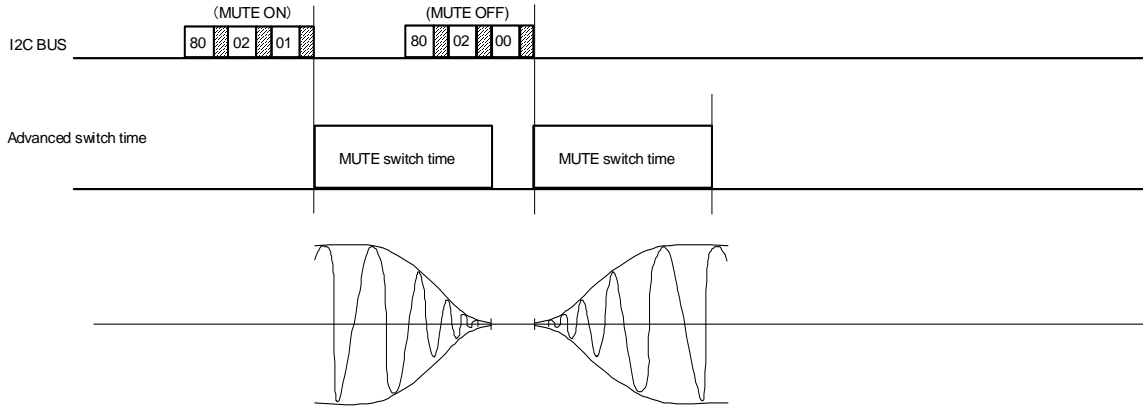 （MUTE ON）
(MUTE OFF)
I2C BUS
80 02 01
80 02 00
Advanced switch time
MUTE switch time
MUTE switch time